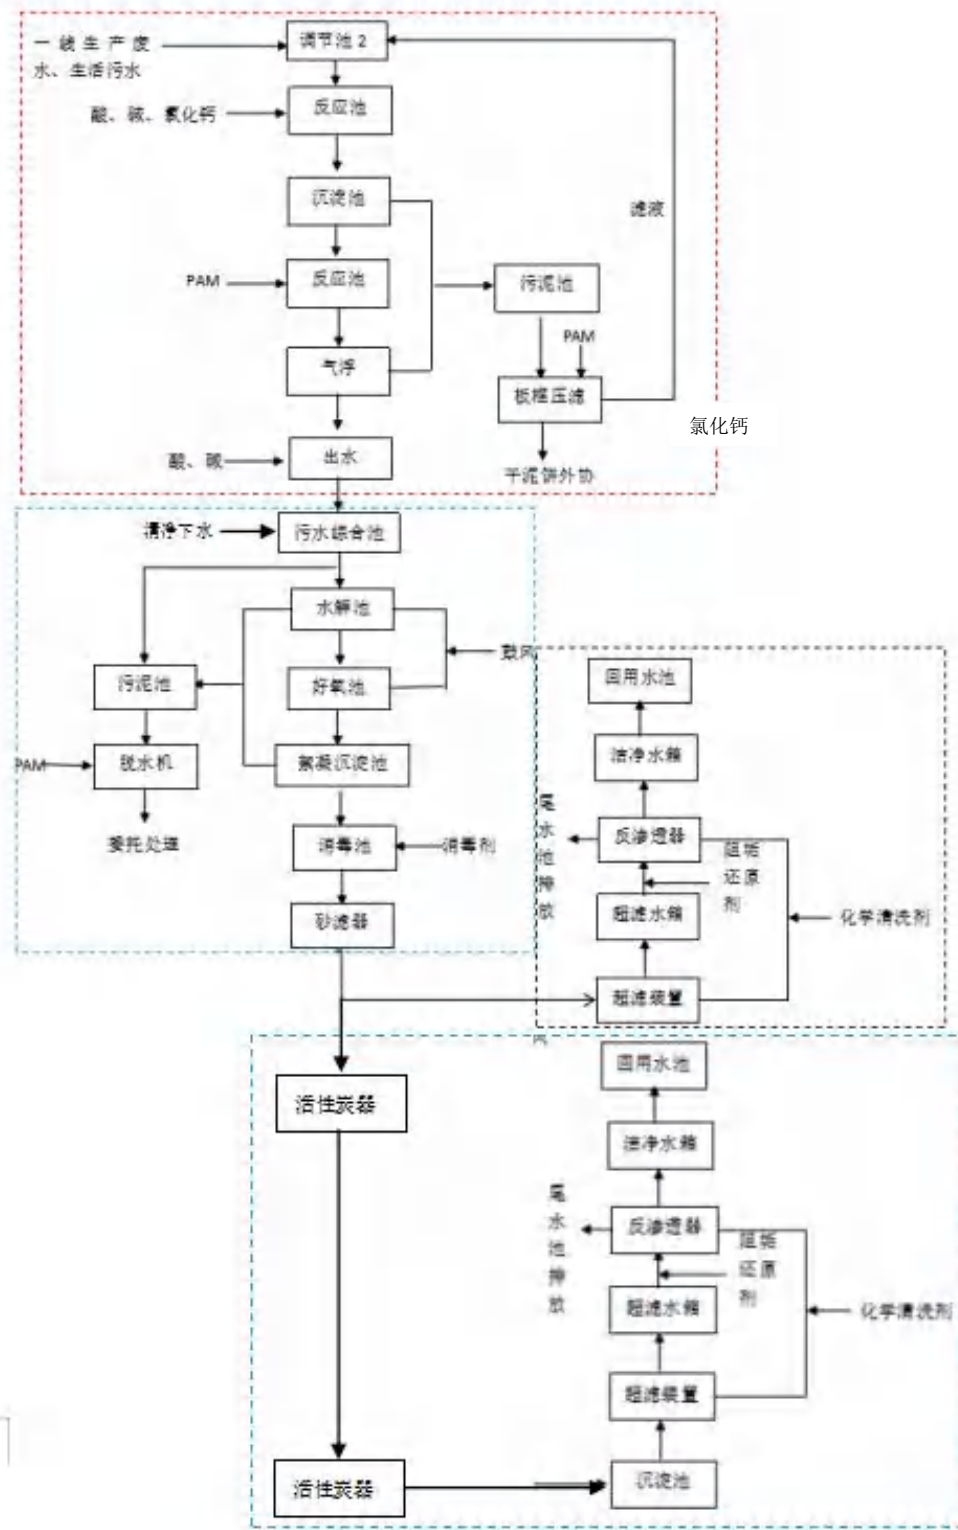 一线生产废
水、生活污水
调节池2
酸、碱、氯化钙
反应池
沉淀池
滤液
PAM
反应池
污泥池
PAM
气浮
板框压滤
氯化钙
酸、碱
出水
干泥饼外协
清净下水
污水综合池
水解池
鼓风
污泥池
好氧池
回用水池
PAM
脱水机
絮凝沉淀池
洁净水箱
委托处理
消毒池
消毒剂
尾
水
池
排
放
反渗透器
阻垢
还原
剂
超滤水箱
化学清洗剂
砂滤器
超滤装置
回用水池
活性炭器
洁净水箱
尾
水
池
排
放
反渗透器
阻垢
还原
剂
超滤水箱
化学清洗剂
超滤装置
活性炭器
沉淀池